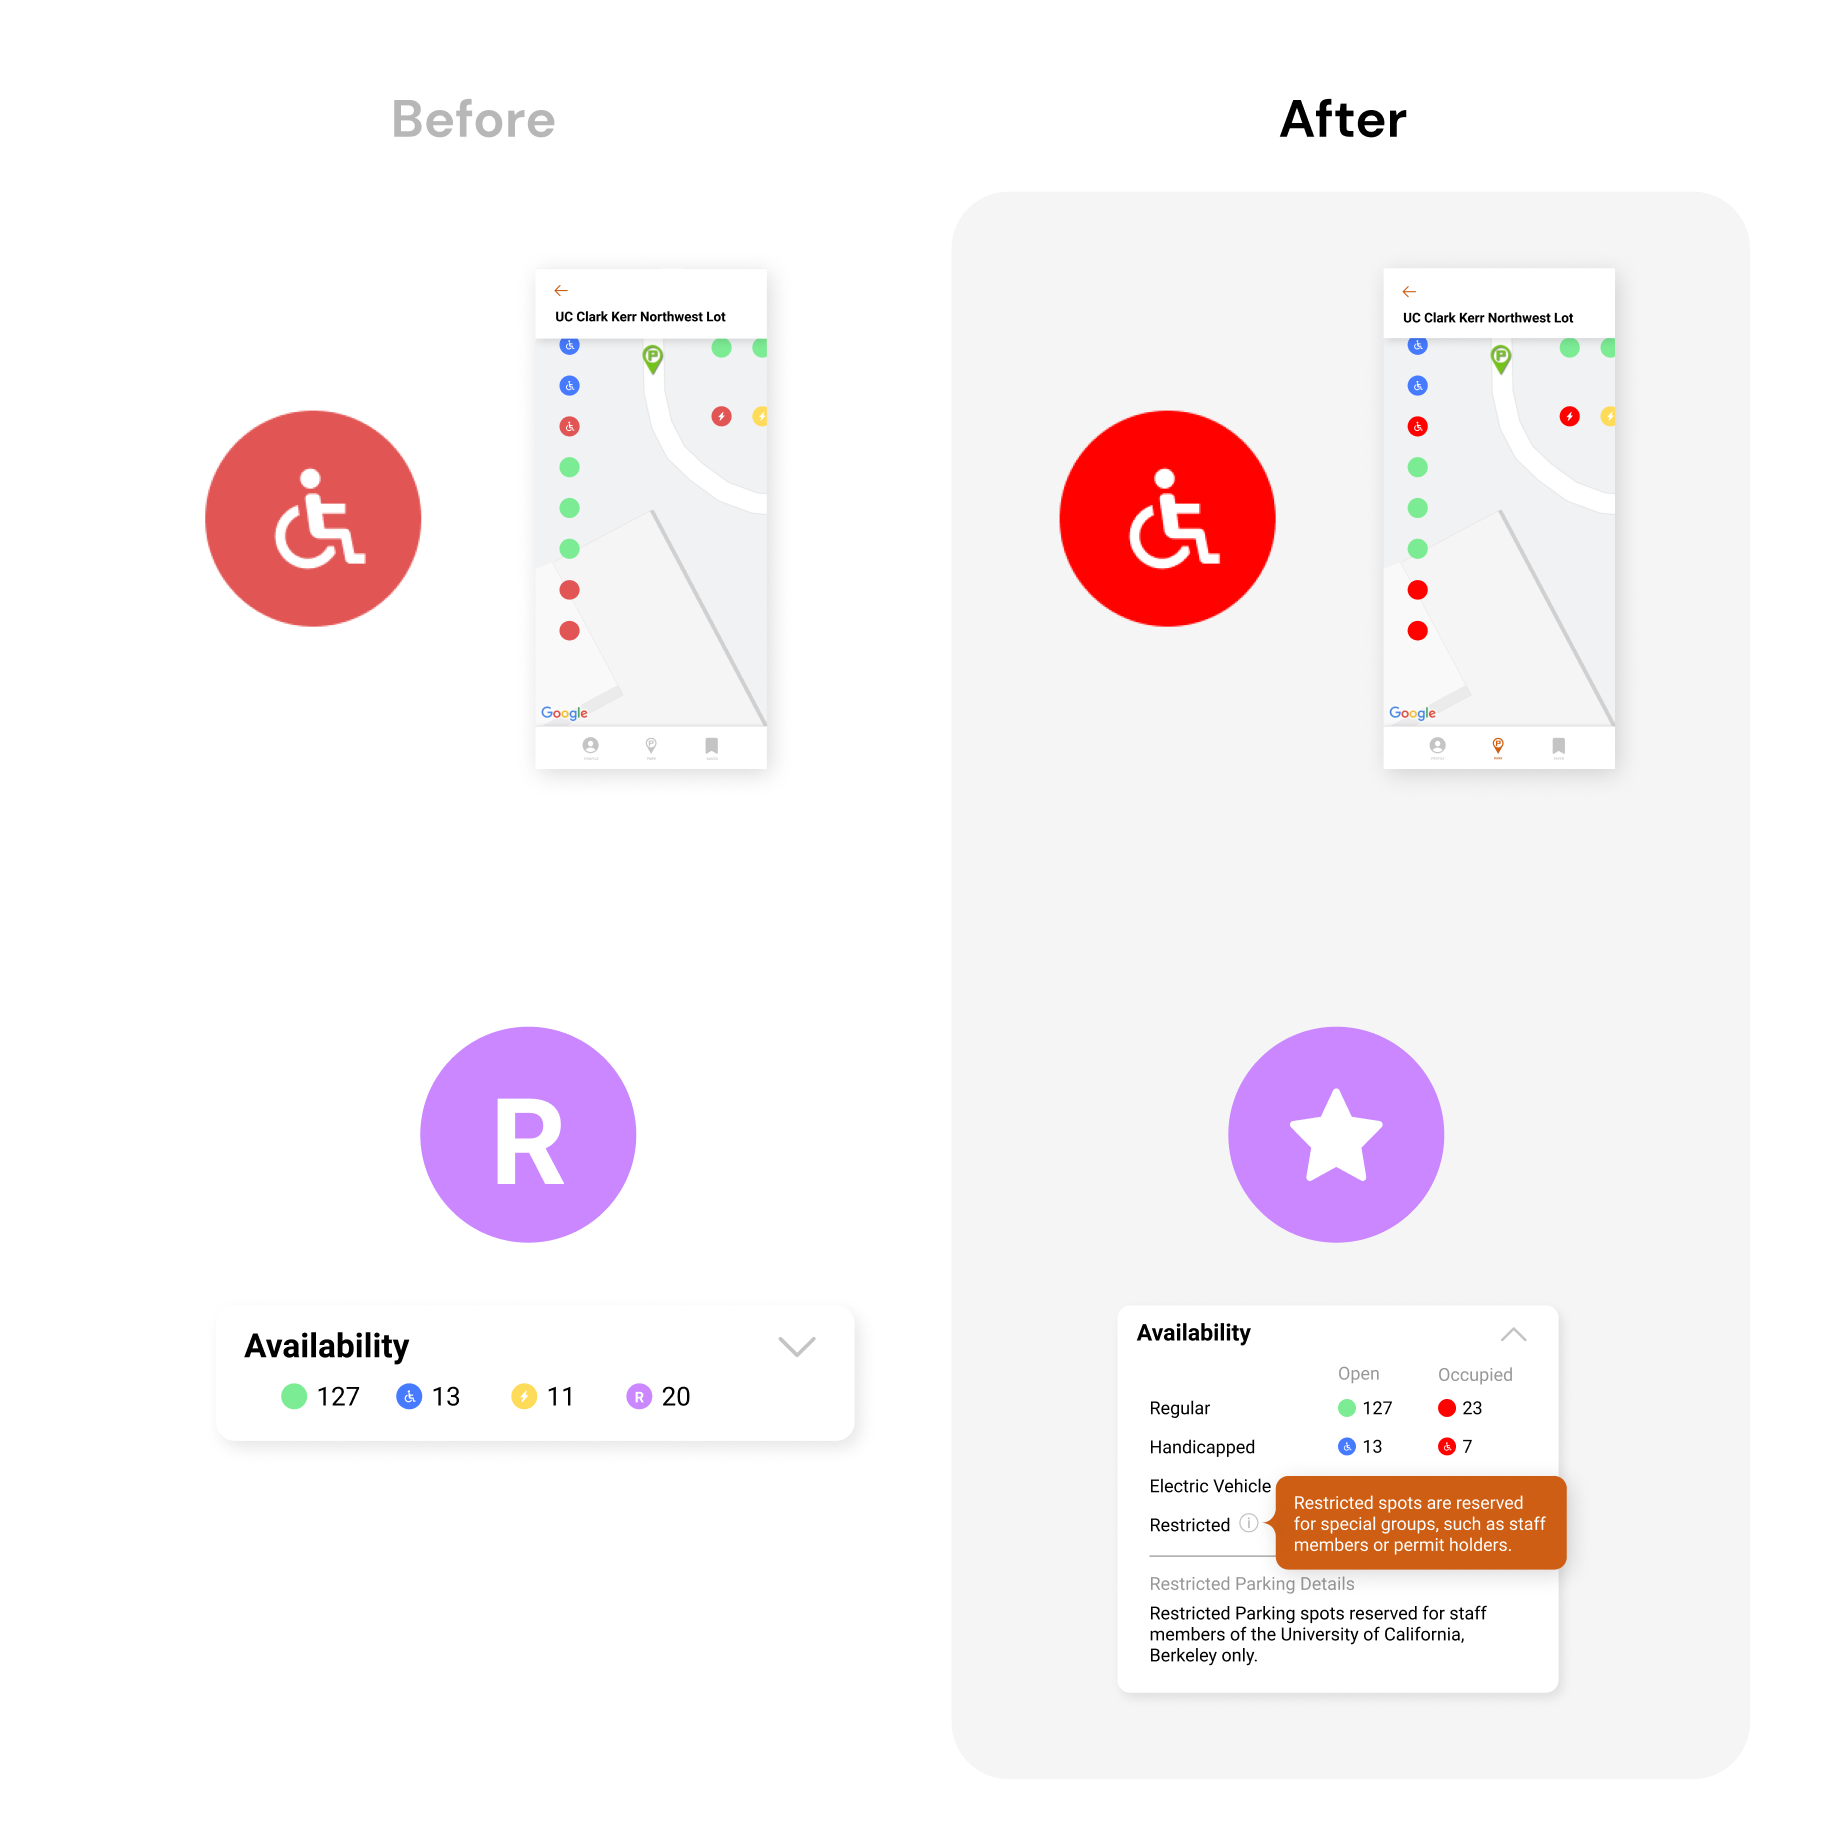 Before
After
UC Clark Kerr Northwest Lot
P
Google
P
UC Clark Kerr Northwest Lot
P
Google
P
R
Availability
127
13
11
R 20
Availability
Open Occupied
Regular 127 23
Handicapped 13 7
Electric Vehicle
Restricted i
Restricted spots are reserved
for special groups, such as staff
members or permit holders.
Restricted Parking Details
Restricted Parking spots reserved for staff
members of the University of California,
Berkeley only.